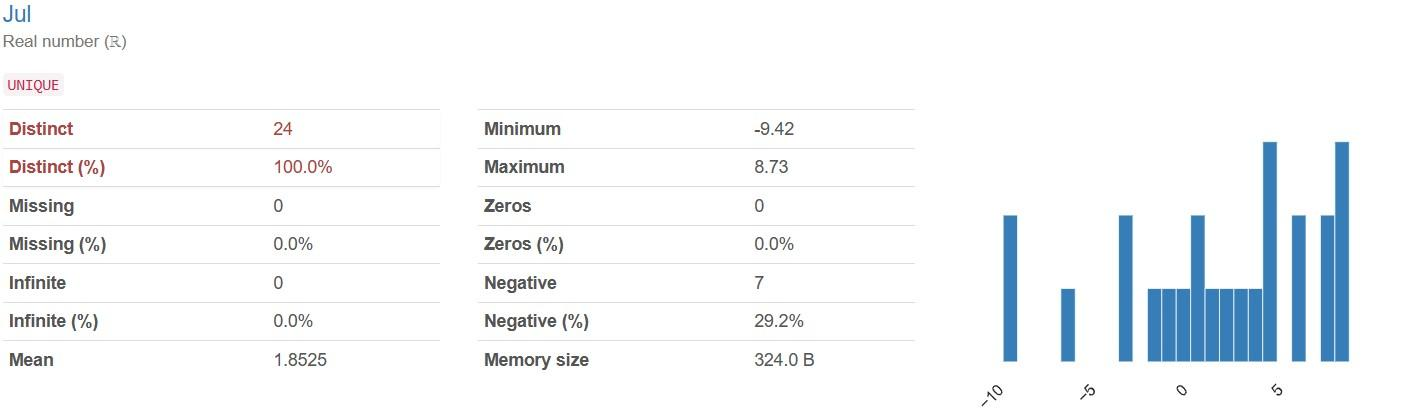 Jul
Real number (ℝ)
UNIQUE
Distinct 24
Distinct (%) 100.0%
Missing 0
Missing (%) 0.0%
Infinite 0
Infinite (%) 0.0%
Mean 1.8525
Minimum -9.42
Maximum 8.73
Zeros 0
Zeros (%) 0.0%
Negative 7
Negative (%) 29.2%
Memory size 324.0 B
−10 −5 0 5